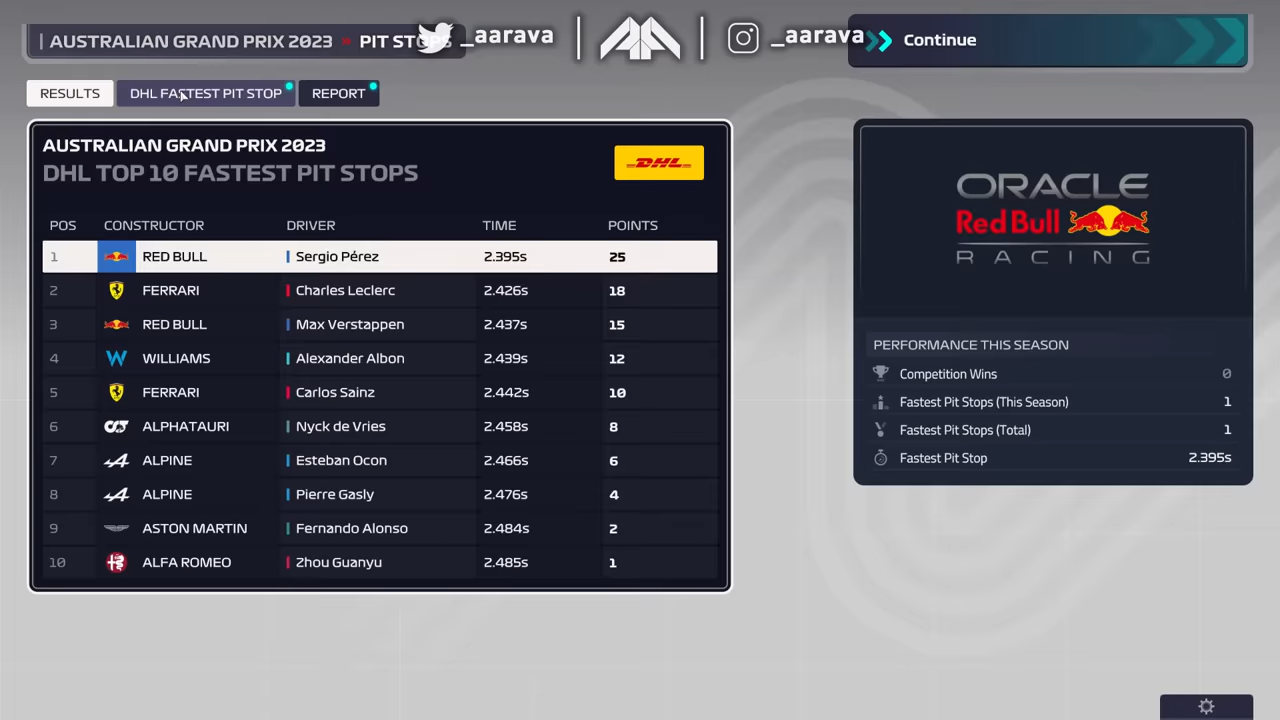 | AUSTRALIAN GRAND PRIX 2023 » PIT STOPS
_aarava | _aarava
Continue
RESULTS DHL FASTEST PIT STOP REPORT
AUSTRALIAN GRAND PRIX 2023
DHL TOP 10 FASTEST PIT STOPS
DHL
POS CONSTRUCTOR DRIVER TIME POINTS
1 RED BULL Sergio Pérez 2.395s 25
2 FERRARI Charles Leclerc 2.426s 18
3 RED BULL Max Verstappen 2.437s 15
4 WILLIAMS Alexander Albon 2.439s 12
5 FERRARI Carlos Sainz 2.442s 10
6 ALPHATAURI Nyck de Vries 2.458s 8
7 ALPINE Esteban Ocon 2.466s 6
8 ALPINE Pierre Gasly 2.476s 4
9 ASTON MARTIN Fernando Alonso 2.484s 2
10 ALFA ROMEO Zhou Guanyu 2.485s 1
ORACLE
Red Bull
RACING
PERFORMANCE THIS SEASON
Competition Wins 0
Fastest Pit Stops (This Season) 1
Fastest Pit Stops (Total) 1
Fastest Pit Stop 2.395s